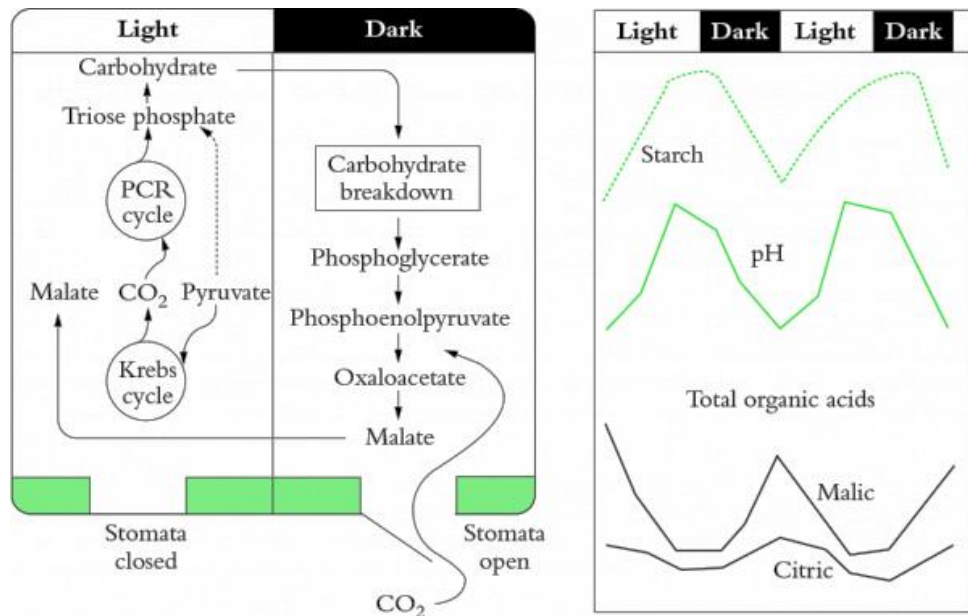 Light
Dark
Carbohydrate
Triose phosphate
PCR
cycle
Malate
CO2
Pyruvate
Krebs
cycle
Carbohydrate
breakdown
Phosphoglycerate
Phosphoenolpyruvate
Oxaloacetate
Malate
Stomata
closed
Stomata
open
CO2
Light
Dark
Light
Dark
Starch
pH
Total organic acids
Malic
Citric